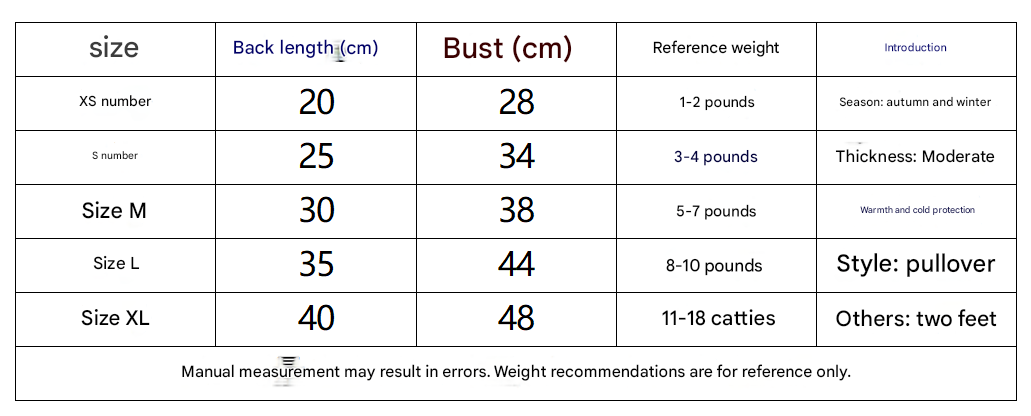 size Back length (cm) Bust (cm) Reference weight Introduction
XS number 20 28 1-2 pounds Season: autumn and winter
S number 25 34 3-4 pounds Thickness: Moderate
Size M 30 38 5-7 pounds Warmth and cold protection
Size L 35 44 8-10 pounds Style: pullover
Size XL 40 48 11-18 catties Others: two feet
Manual measurement may result in errors. Weight recommendations are for reference only.